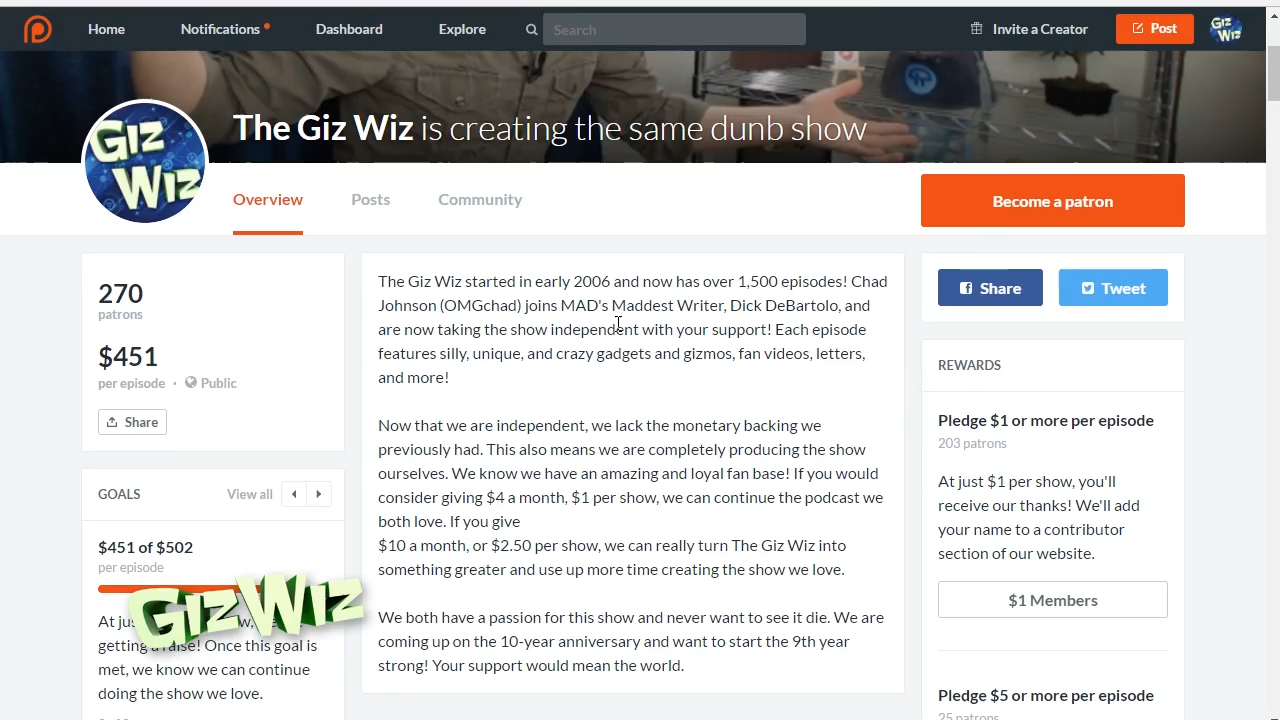 Home Notifications Dashboard Explore Search Invite a Creator Post
GiZ WiZ
The Giz Wiz is creating the same dunb show
GiZ WiZ
Overview Posts Community Become a patron
270
patrons
$451
per episode · Public
Share
GOALS View all
$451 of $502
per episode
GiZWiZ
At jus
getting a raise! Once this goal is
met, we know we can continue
doing the show we love.
The Giz Wiz started in early 2006 and now has over 1,500 episodes! Chad
Johnson (OMGchad) joins MAD's Maddest Writer, Dick DeBartolo, and
are now taking the show independent with your support! Each episode
features silly, unique, and crazy gadgets and gizmos, fan videos, letters,
and more!
Now that we are independent, we lack the monetary backing we
previously had. This also means we are completely producing the show
ourselves. We know we have an amazing and loyal fan base! If you would
consider giving $4 a month, $1 per show, we can continue the podcast we
both love. If you give
$10 a month, or $2.50 per show, we can really turn The Giz Wiz into
something greater and use up more time creating the show we love.
We both have a passion for this show and never want to see it die. We are
coming up on the 10-year anniversary and want to start the 9th year
strong! Your support would mean the world.
Share Tweet
REWARDS
Pledge $1 or more per episode
203 patrons
At just $1 per show, you'll
receive our thanks! We'll add
your name to a contributor
section of our website.
$1 Members
Pledge $5 or more per episode
25 patrons